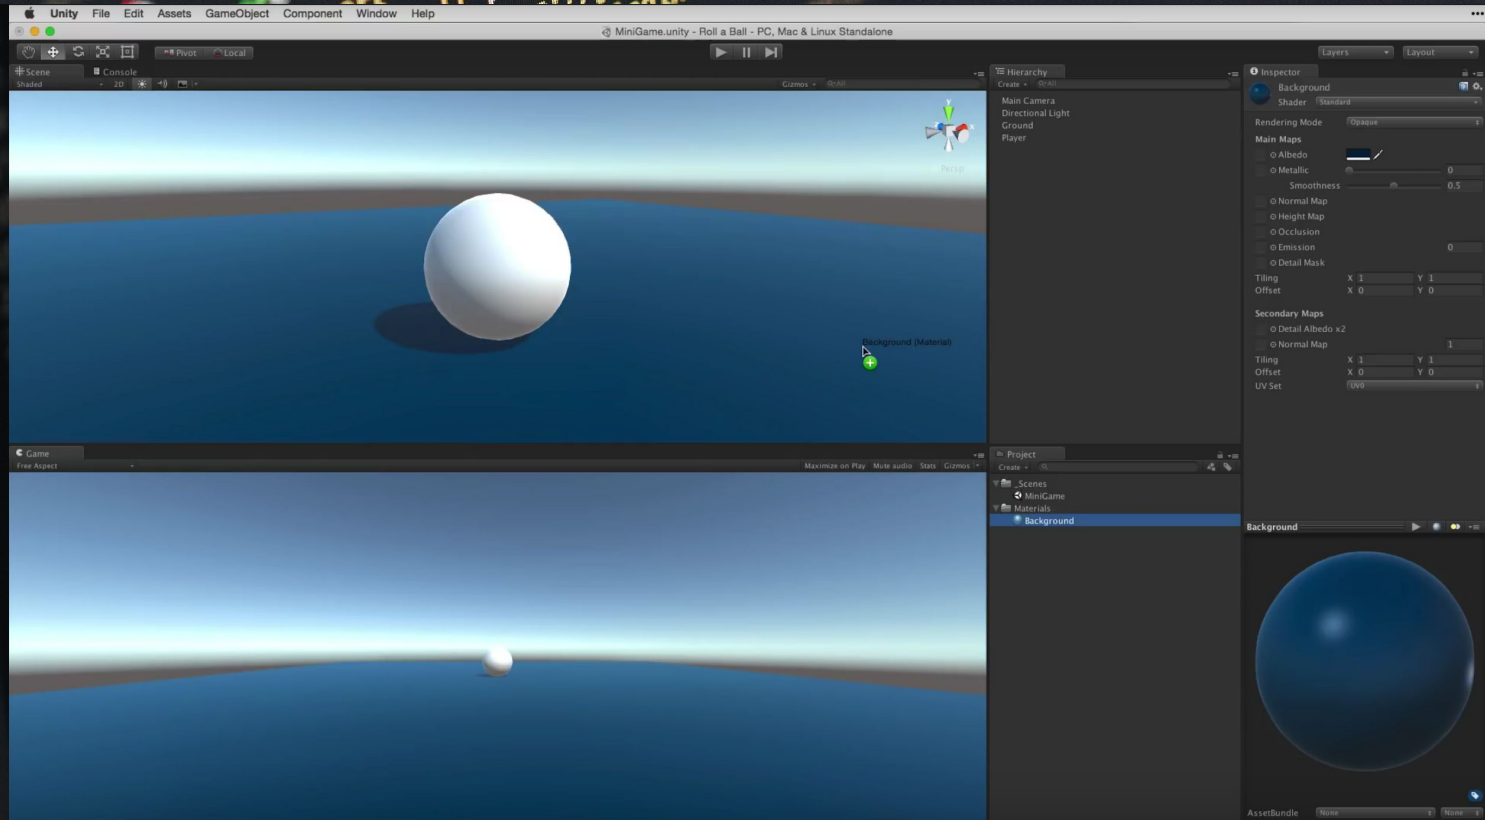 Unity File Edit Assets GameObject Component Window Help
MiniGame.unity - Roll a Ball - PC, Mac & Linux Standalone
Pivot Local Layers Layout
Scene Console
Shaded 2D Gizmos All
Persp
y
x
Background (Material)
Game
Free Aspect Maximize on Play Mute audio Stats Gizmos
Hierarchy
Create All
Main Camera
Directional Light
Ground
Player
Project
Create
_Scenes
MiniGame
Materials
Background
Inspector
Background
Shader Standard
Rendering Mode Opaque
Main Maps
Albedo
Metallic 0
Smoothness 0.5
Normal Map
Height Map
Occlusion
Emission 0
Detail Mask
Tiling X 1 Y 1
Offset X 0 Y 0
Secondary Maps
Detail Albedo x2
Normal Map 1
Tiling X 1 Y 1
Offset X 0 Y 0
UV Set UV0
Background
AssetBundle None None